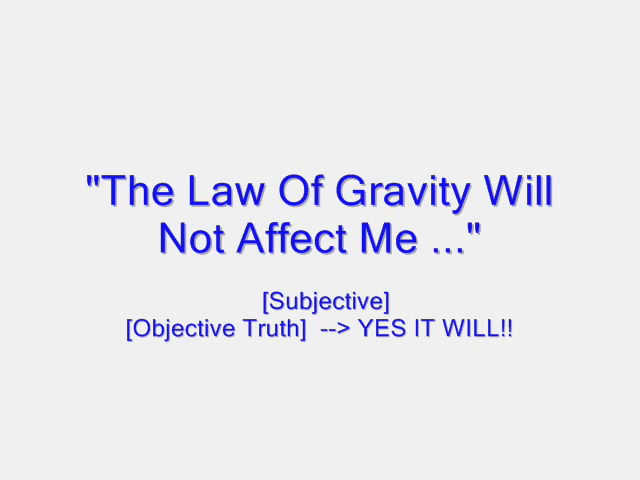 "The Law Of Gravity Will
Not Affect Me ..."
[Subjective]
[Objective Truth]  --> YES IT WILL!!